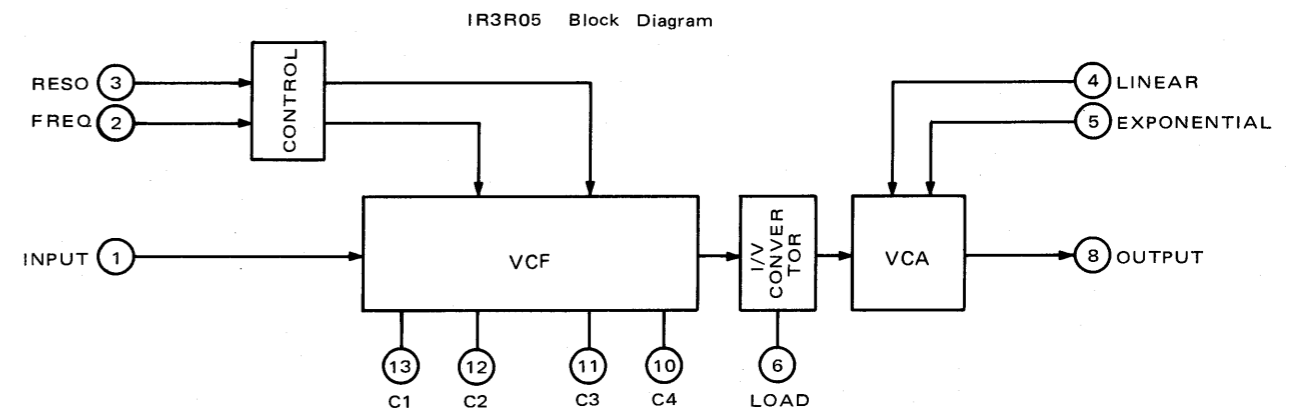 IR3R05 Block Diagram
RESO 3
FREQ 2
CONTROL
4 LINEAR
5 EXPONENTIAL
INPUT 1
VCF
I/V
CONVER
TOR
VCA
8 OUTPUT
13 12 11 10 6
C1 C2 C3 C4 LOAD